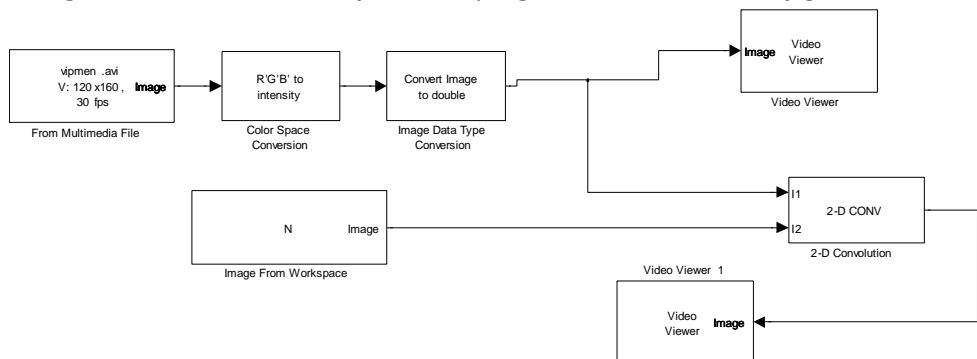 vipmen .avi
V: 120 x160 ,
30 fps
Image
From Multimedia File
R'G'B' to
intensity
Color Space
Conversion
Convert Image
to double
Image Data Type
Conversion
Image
Video
Viewer
Video Viewer
N
Image
Image From Workspace
I1
I2
2-D CONV
2-D Convolution
Video Viewer 1
Video
Viewer
Image